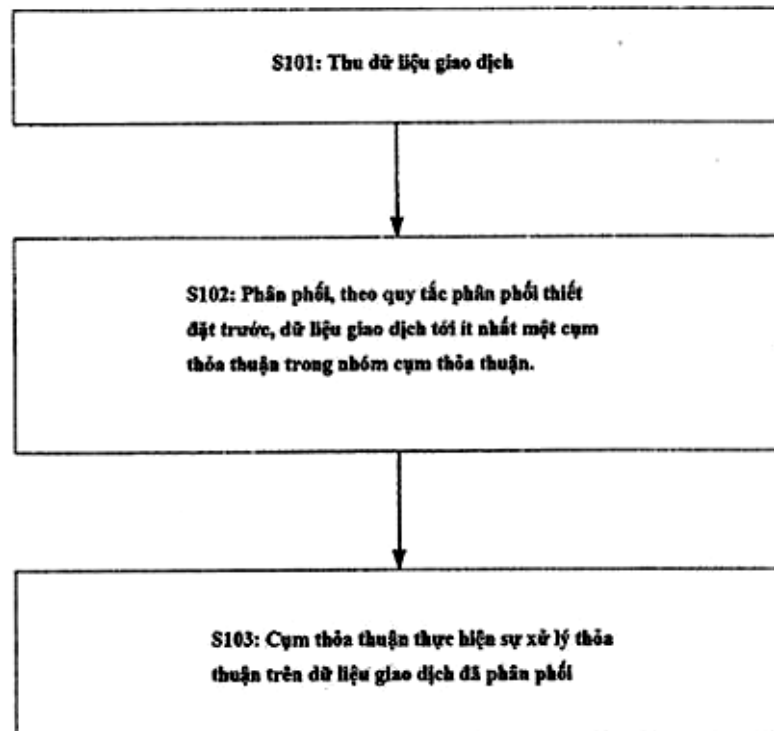 S101: Thu dữ liệu giao dịch
S102: Phân phối, theo quy tắc phân phối thiết
đặt trước, dữ liệu giao dịch tới ít nhất một cụm
thỏa thuận trong nhóm cụm thỏa thuận.
S103: Cụm thỏa thuận thực hiện sự xử lý thỏa
thuận trên dữ liệu giao dịch đã phân phối